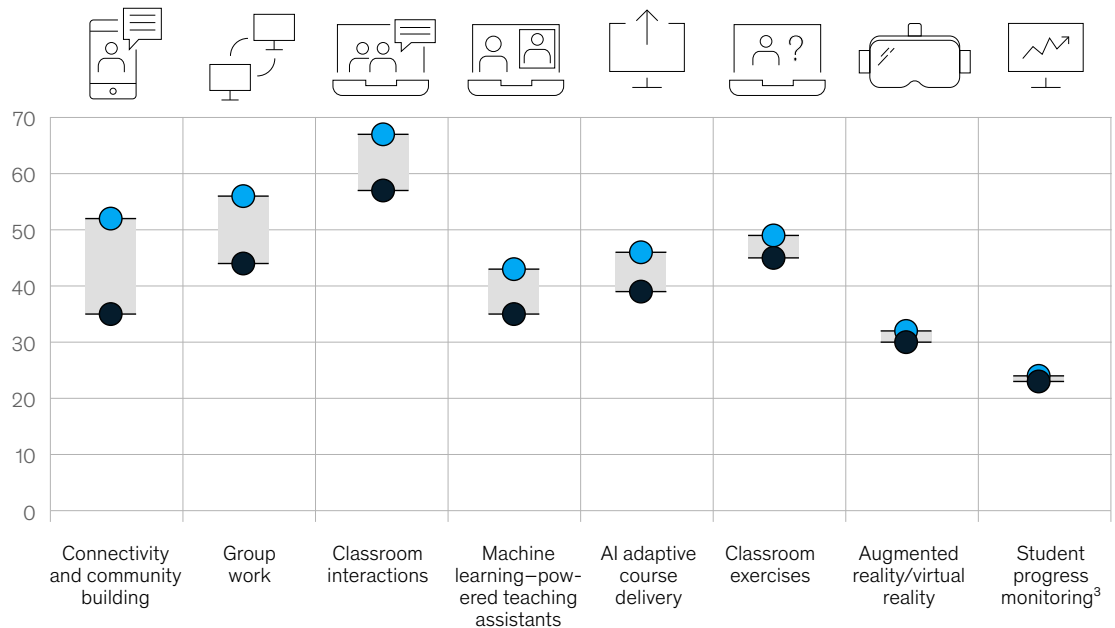 ?
70
60
50
40
30
20
10
0
Connectivity
and community
building
Group
work
Classroom
interactions
Machine
learning–pow-
ered teaching
assistants
AI adaptive
course
delivery
Classroom
exercises
Augmented
reality/virtual
reality
Student
progress
monitoring³